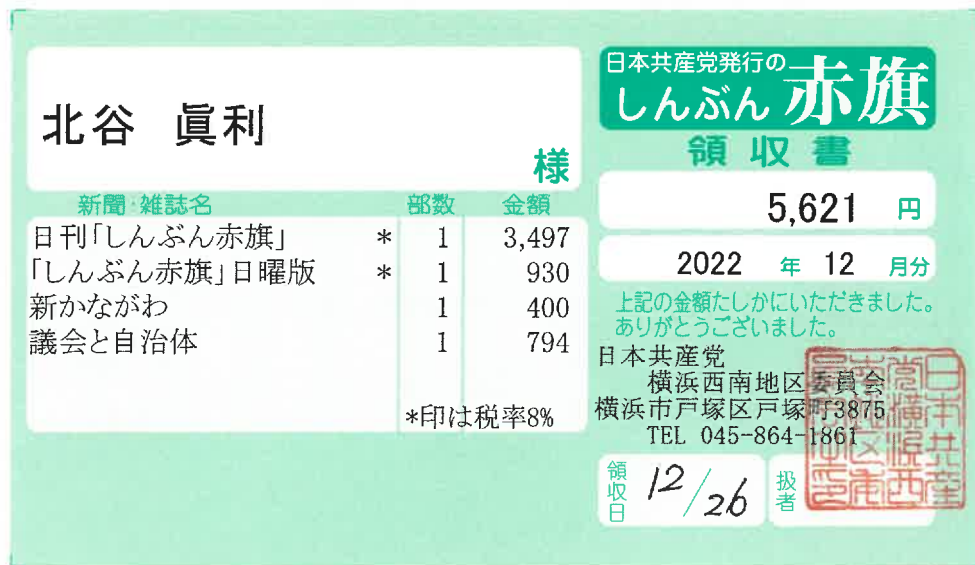 北谷 眞利
様
新聞・雑誌名 部数 金額
日刊「しんぶん赤旗」 * 1 3,497
「しんぶん赤旗」日曜版 * 1 930
新かながわ 1 400
議会と自治体 1 794
*印は税率8%
日本共産党発行の
しんぶん 赤旗
領収書
5,621 円
2022 年 12 月分
上記の金額たしかにいただきました。
ありがとうございました。
日本共産党
横浜西南地区委員会
横浜市戸塚区戸塚町3875
TEL 045-864-1861
領収日 12/26
扱者